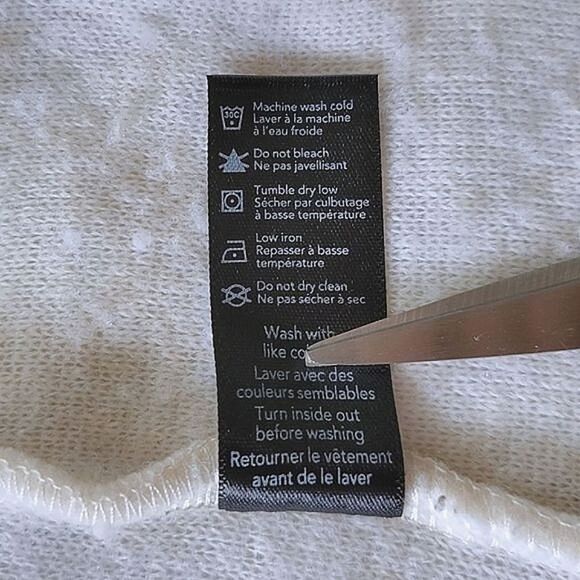 30C
Machine wash cold
Laver à la machine
à l'eau froide
Do not bleach
Ne pas javellisant
Tumble dry low
Sécher par culbutage
à basse température
Low iron
Repasser à basse
température
Do not dry clean
Ne pas sécher à sec
Wash with
like
Laver avec des
couleurs semblables
Turn inside out
before washing
Retourner le vêtement
avant de le laver